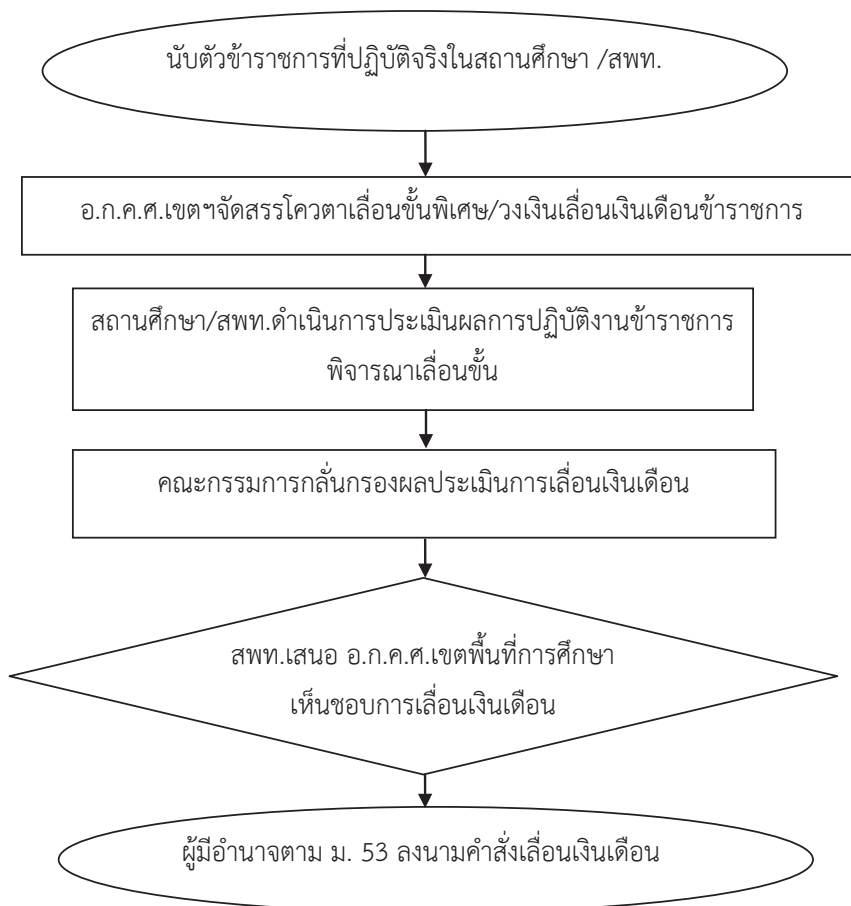 นับตัวข้าราชการที่ปฏิบัติจริงในสถานศึกษา /สพท.
อ.ก.ค.ศ.เขตฯจัดสรรโควตาเลื่อนขั้นพิเศษ/วงเงินเลื่อนเงินเดือนข้าราชการ
สถานศึกษา/สพท.ดำเนินการประเมินผลการปฏิบัติงานข้าราชการ
พิจารณาเลื่อนขั้น
คณะกรรมการกลั่นกรองผลประเมินการเลื่อนเงินเดือน
สพท.เสนอ อ.ก.ค.ศ.เขตพื้นที่การศึกษา
เห็นชอบการเลื่อนเงินเดือน
ผู้มีอำนาจตาม ม. 53 ลงนามคำสั่งเลื่อนเงินเดือน